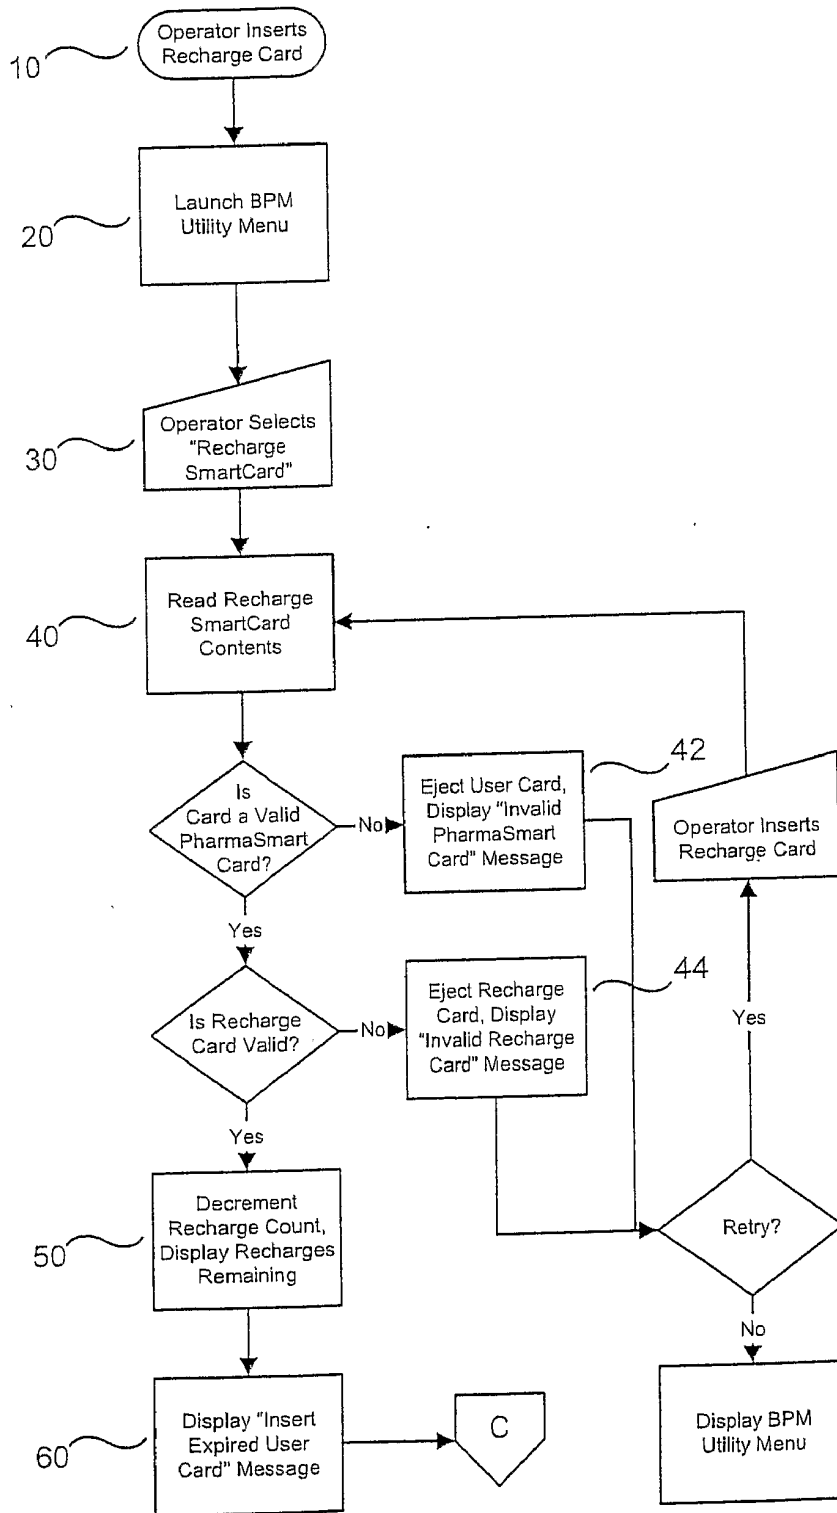 Operator Inserts
Recharge Card
10
Launch BPM
Utility Menu
20
Operator Selects
"Recharge
SmartCard"
30
Read Recharge
SmartCard
Contents
40
Is
Card a Valid
PharmaSmart
Card?
No
Eject User Card,
Display "Invalid
PharmaSmart
Card" Message
42
Operator Inserts
Recharge Card
Yes
Is Recharge
Card Valid?
No
Eject Recharge
Card, Display
"Invalid Recharge
Card" Message
44
Yes
Yes
Decrement
Recharge Count,
Display Recharges
Remaining
50
Retry?
No
Display "Insert
Expired User
Card" Message
60
C
Display BPM
Utility Menu